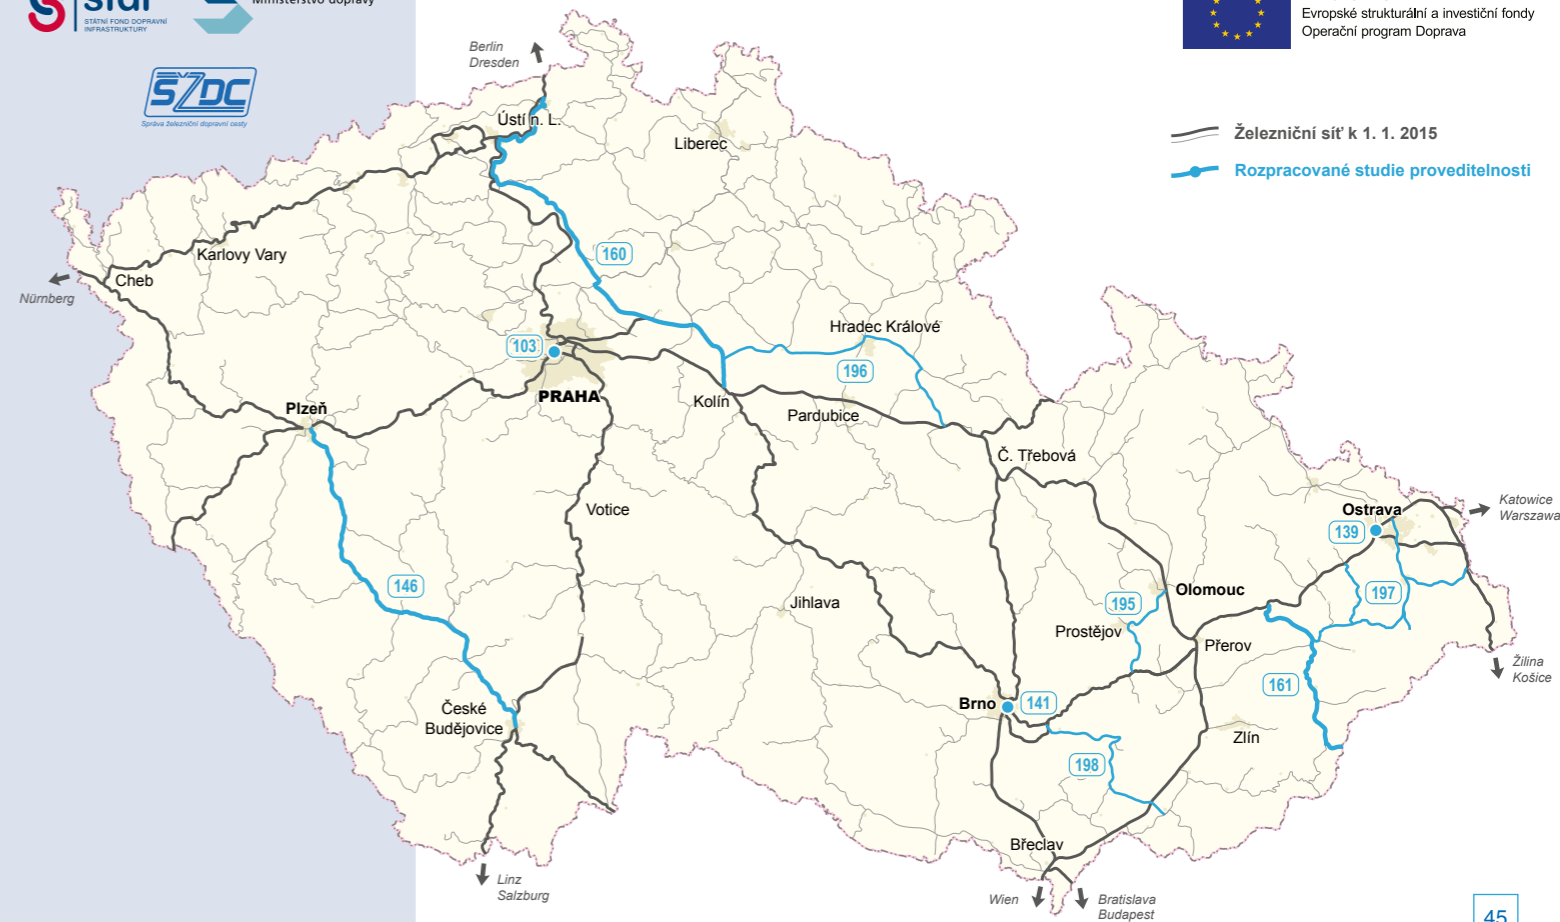 STÁTNÍ FOND DOPRAVNÍ
INFRASTRUKTURY
Ministerstvo dopravy
SŽDC
Správa železniční dopravní cesty
Evropské strukturální a investiční fondy
Operační program Doprava
Železniční síť k 1. 1. 2015
Rozpracované studie proveditelnosti
Berlin
Dresden
Ústí n. L.
Liberec
Karlovy Vary
Cheb
Nürnberg
160
103
PRAHA
Hradec Králové
196
Kolín
Pardubice
Plzeň
Č. Třebová
Votice
Katowice
Warszawa
Ostrava
139
146
Jihlava
Olomouc
195
197
Prostějov
Přerov
Žilina
Košice
161
České
Budějovice
Brno
141
Zlín
198
Břeclav
Linz
Salzburg
Wien
Bratislava
Budapest
45